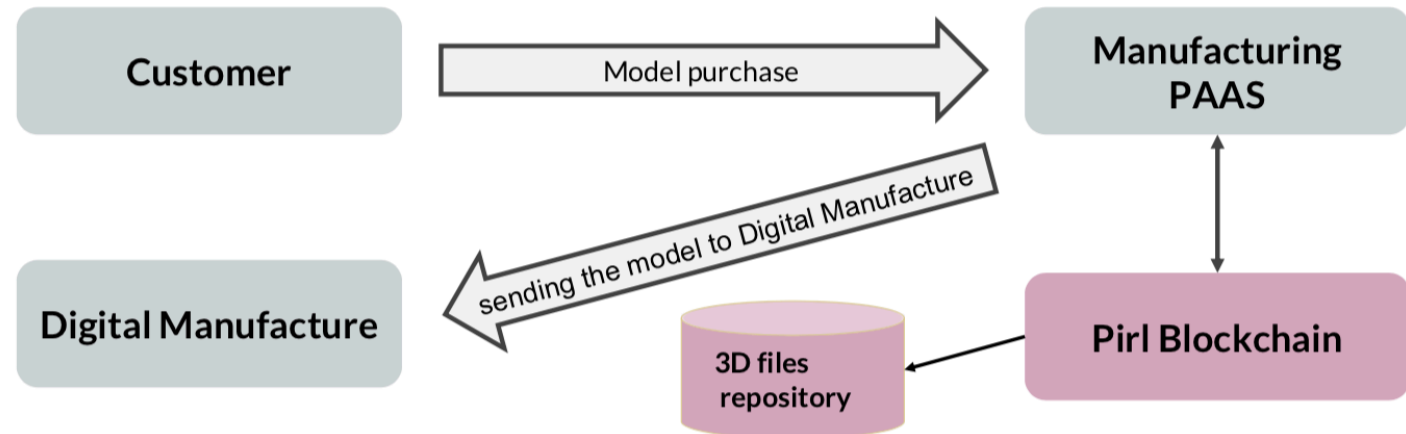 Customer
Model purchase
Manufacturing
PAAS
sending the model to Digital Manufacture
Digital Manufacture
3D files
repository
Pirl Blockchain